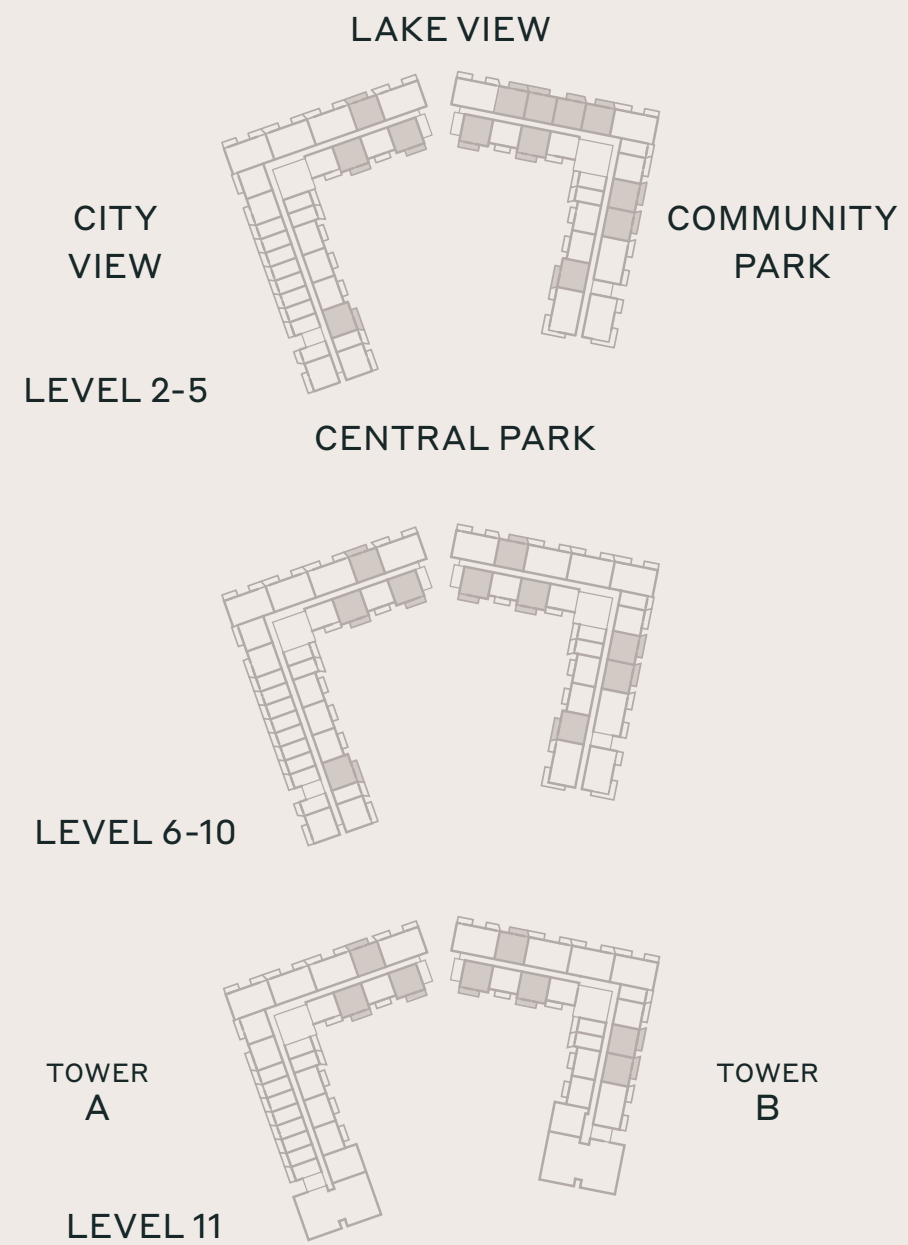 LAKE VIEW
CITY
VIEW
COMMUNITY
PARK
LEVEL 2-5
CENTRAL PARK
LEVEL 6-10
TOWER
A
TOWER
B
LEVEL 11